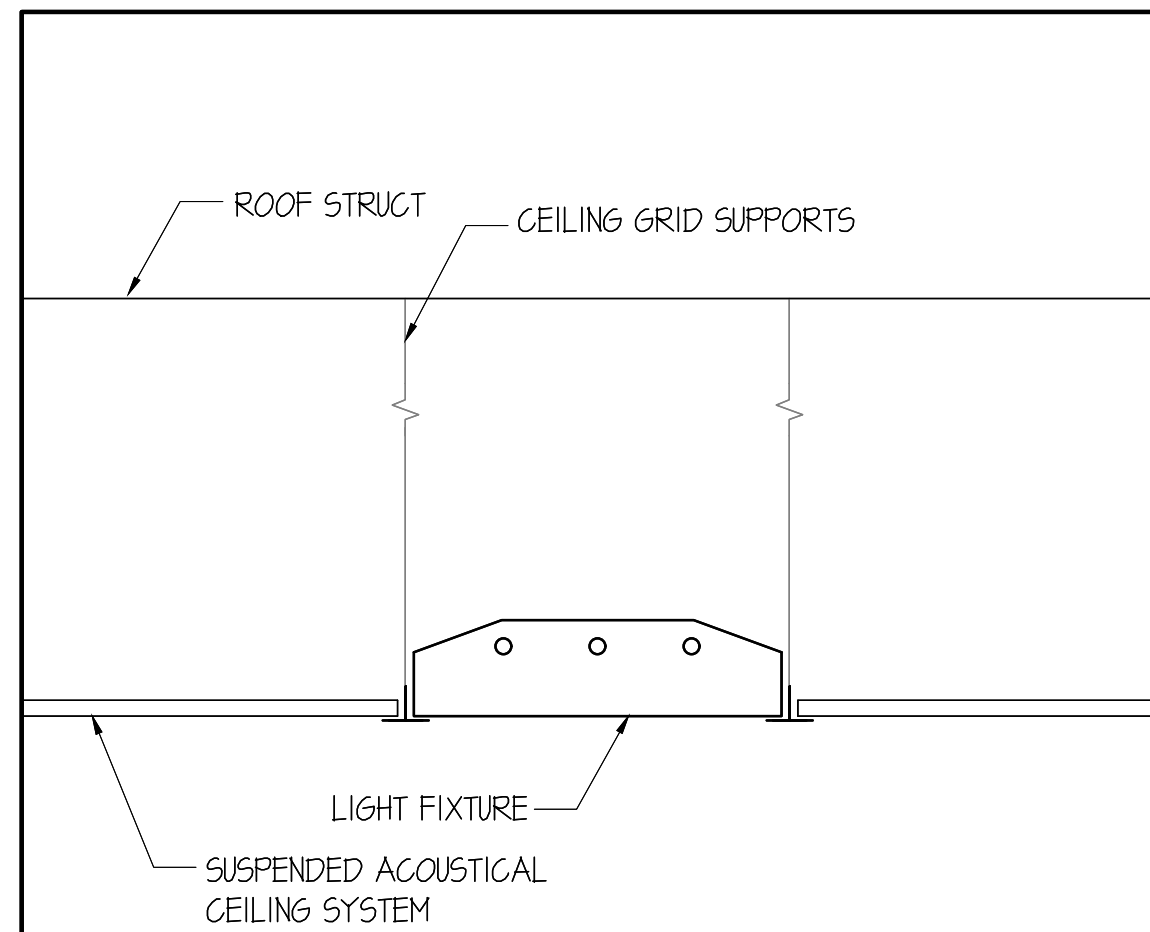 ROOF STRUCT
CEILING GRID SUPPORTS
LIGHT FIXTURE
SUSPENDED ACOUSTICAL
CEILING SYSTEM